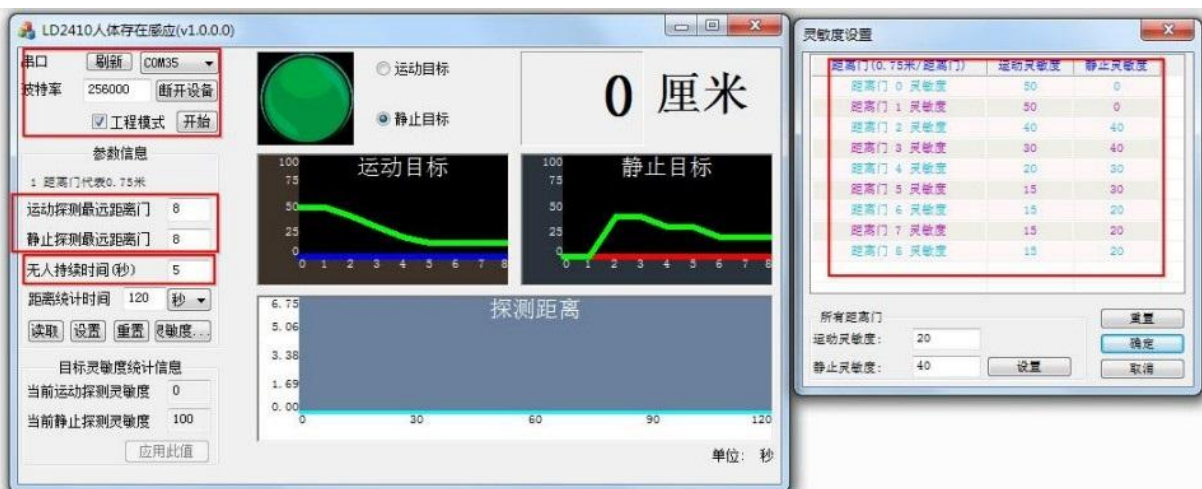 LD2410人体存在感应(v1.0.0.0)
串口 刷新 COM35
波特率 256000 断开设备
工程模式 开始
参数信息
1 距离门代表0.75米
运动探测最远距离门 8
静止探测最远距离门 8
无人持续时间(秒) 5
距离统计时间 120 秒
读取 设置 重置 灵敏度...
目标灵敏度统计信息
当前运动探测灵敏度 0
当前静止探测灵敏度 100
应用此值
运动目标
静止目标
0 厘米
运动目标
100
75
50
25
0
0 1 2 3 4 5 6 7 8
静止目标
100
75
50
25
0
0 1 2 3 4 5 6 7 8
探测距离
6.75
5.06
3.38
1.69
0.00
0 30 60 90 120
单位: 秒
灵敏度设置
距离门(0.75米/距离门) 运动灵敏度 静止灵敏度
距离门 0 灵敏度 50 0
距离门 1 灵敏度 50 0
距离门 2 灵敏度 40 40
距离门 3 灵敏度 30 40
距离门 4 灵敏度 20 30
距离门 5 灵敏度 15 30
距离门 6 灵敏度 15 20
距离门 7 灵敏度 15 20
距离门 8 灵敏度 15 20
所有距离门
运动灵敏度: 20
静止灵敏度: 40
设置
重置
确定
取消